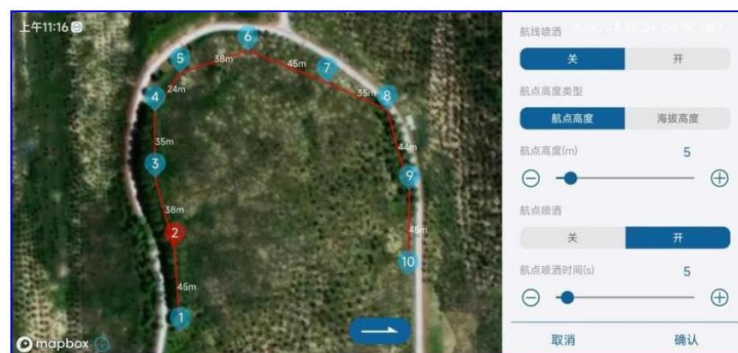 上午11:16
6
38m
5
7
45m
24m
35m
4
8
35m
44m
3
9
38m
2
48m
10
45m
1
mapbox
航线喷洒
关 开
航点高度类型
航点高度 海拔高度
航点高度(m) 5
航点喷洒
关 开
航点喷洒时间(s) 5
取消 确认